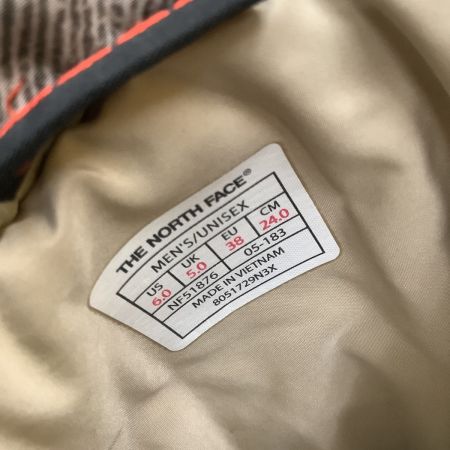 THE NORTH FACE®
MEN'S/UNISEX
US UK EU CM
6.0 5.0 38 24.0
NF51876 05-183
MADE IN VIETNAM
8051729N3X